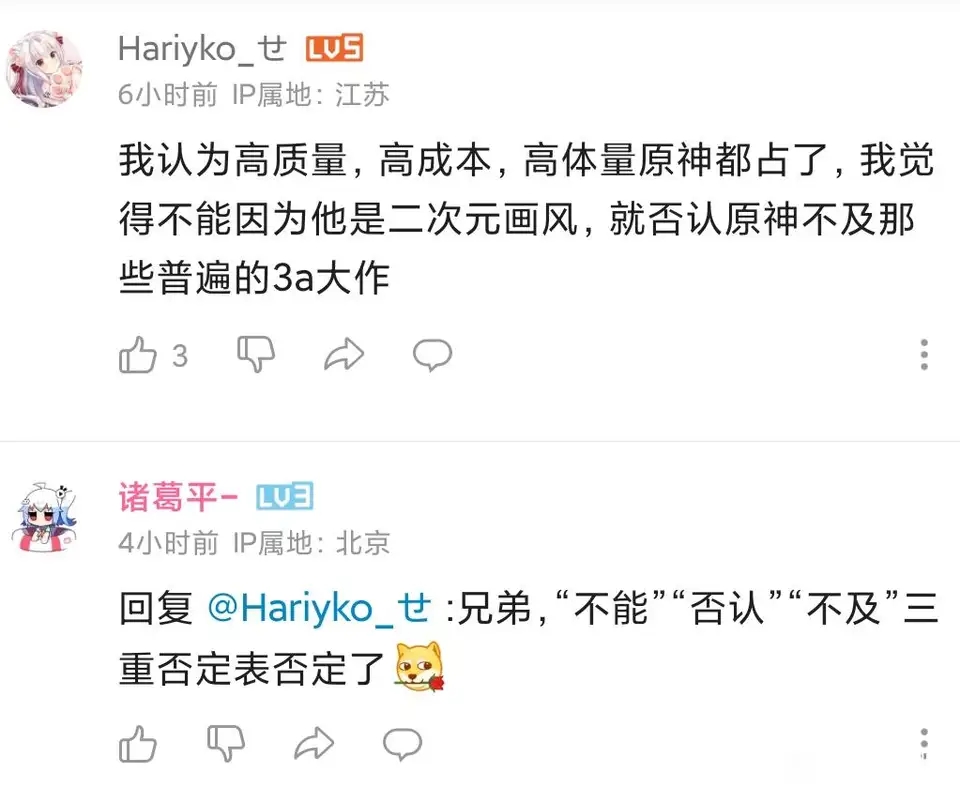 Hariyko_せ LV5
6小时前 IP属地：江苏
我认为高质量，高成本，高体量原神都占了，我觉
得不能因为他是二次元画风，就否认原神不及那
些普遍的3a大作
3
诸葛平- LV3
4小时前 IP属地：北京
回复 @Hariyko_せ :兄弟，“不能”“否认”“不及”三
重否定表否定了